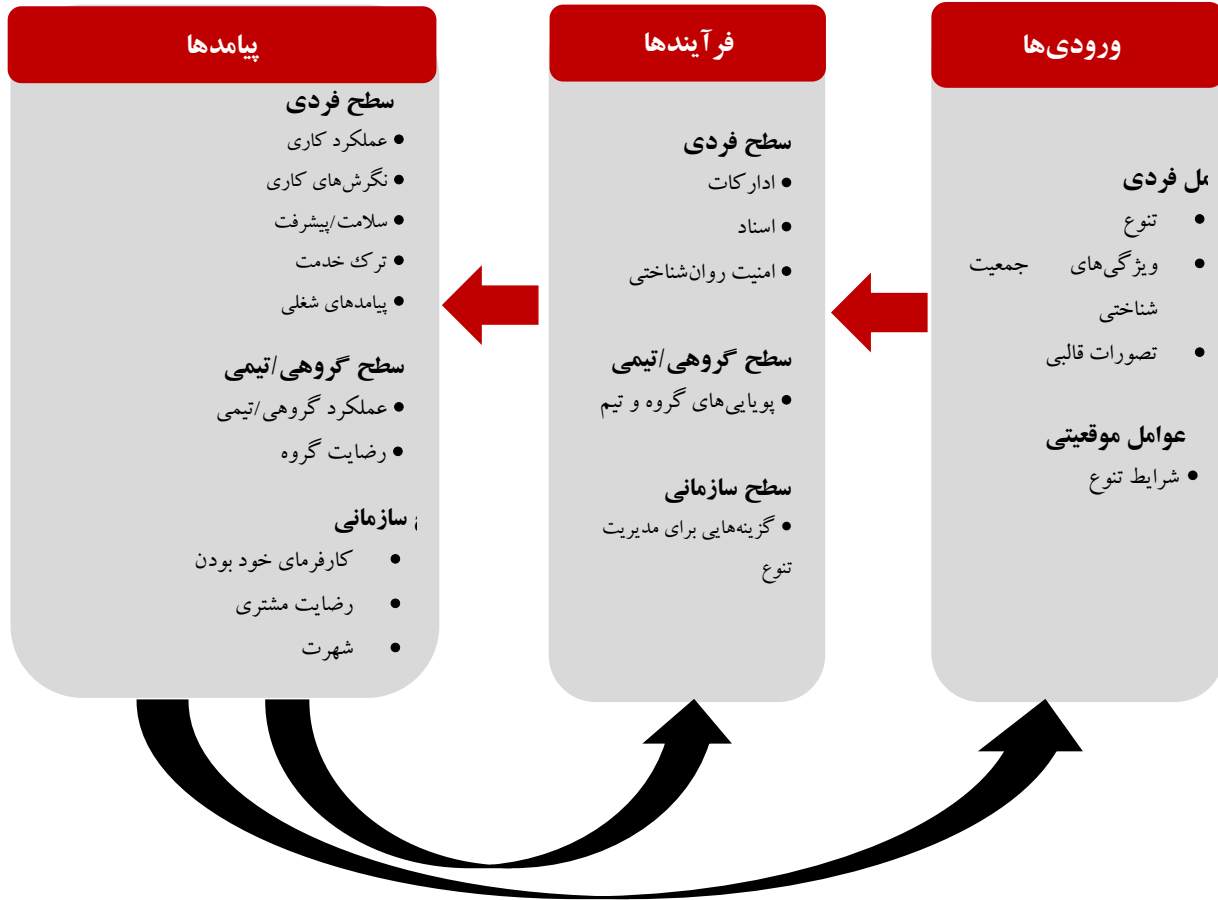 ورودی‌ها
فردی
• تنوع
• ویژگی‌های جمعیت
شناختی
• تصورات قالبی
عوامل موقعیتی
• شرایط تنوع
فرآیندها
سطح فردی
• ادارکات
• اسناد
• امنیت روان‌شناختی
سطح گروهی/تیمی
• پویایی‌های گروه و تیم
سطح سازمانی
• گزینه‌هایی برای مدیریت
تنوع
پیامدها
سطح فردی
• عملکرد کاری
• نگرش‌های کاری
• سلامت/پیشرفت
• ترک خدمت
• پیامدهای شغلی
سطح گروهی/تیمی
• عملکرد گروهی/تیمی
• رضایت گروه
سازمانی
• کارفرمای خود بودن
• رضایت مشتری
• شهرت